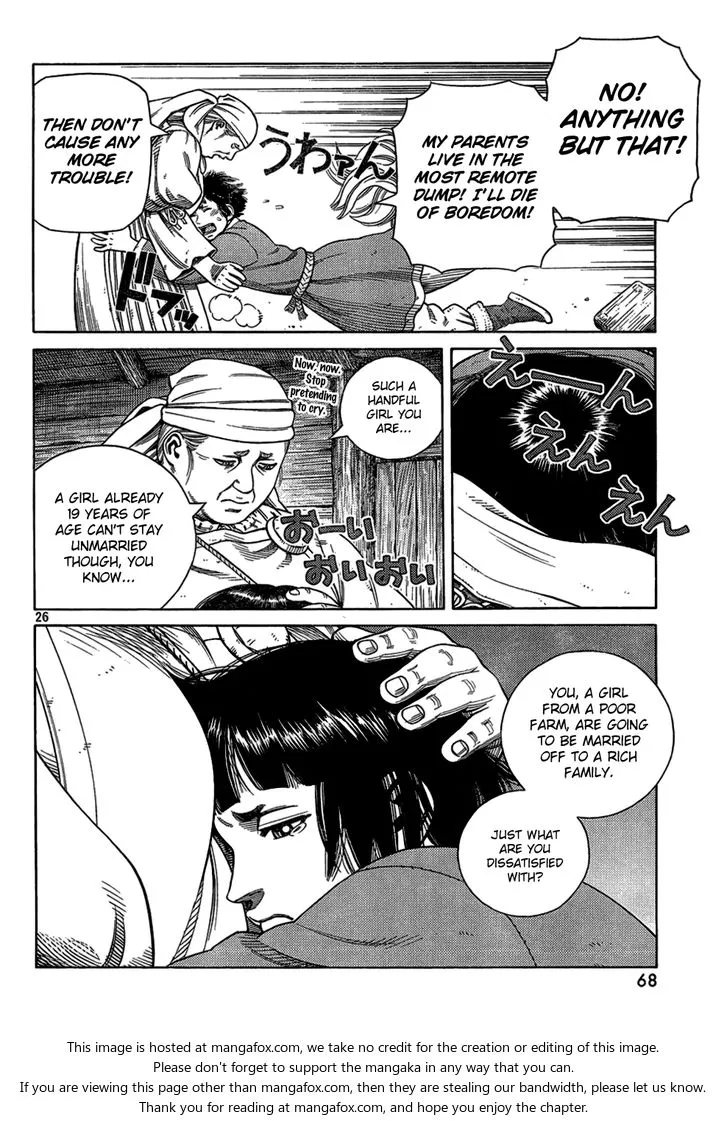 NO!
ANYTHING
BUT THAT!
MY PARENTS
LIVE IN THE
MOST REMOTE
DUMP! I'LL DIE
OF BOREDOM!
うわァん
THEN DON'T
CAUSE ANY
MORE
TROUBLE!
ドフッ
えーーん
えんえん
Now, now.
Stop
pretending
to cry.
SUCH A
HANDFUL
GIRL YOU
ARE...
A GIRL ALREADY
19 YEARS OF
AGE CAN'T STAY
UNMARRIED
THOUGH, YOU
KNOW...
おーい
おいおい
26
YOU, A GIRL
FROM A POOR
FARM, ARE GOING
TO BE MARRIED
OFF TO A RICH
FAMILY.
JUST WHAT
ARE YOU
DISSATISFIED
WITH?
68
This image is hosted at mangafox.com, we take no credit for the creation or editing of this image.
Please don't forget to support the mangaka in any way that you can.
If you are viewing this page other than mangafox.com, then they are stealing our bandwidth, please let us know.
Thank you for reading at mangafox.com, and hope you enjoy the chapter.